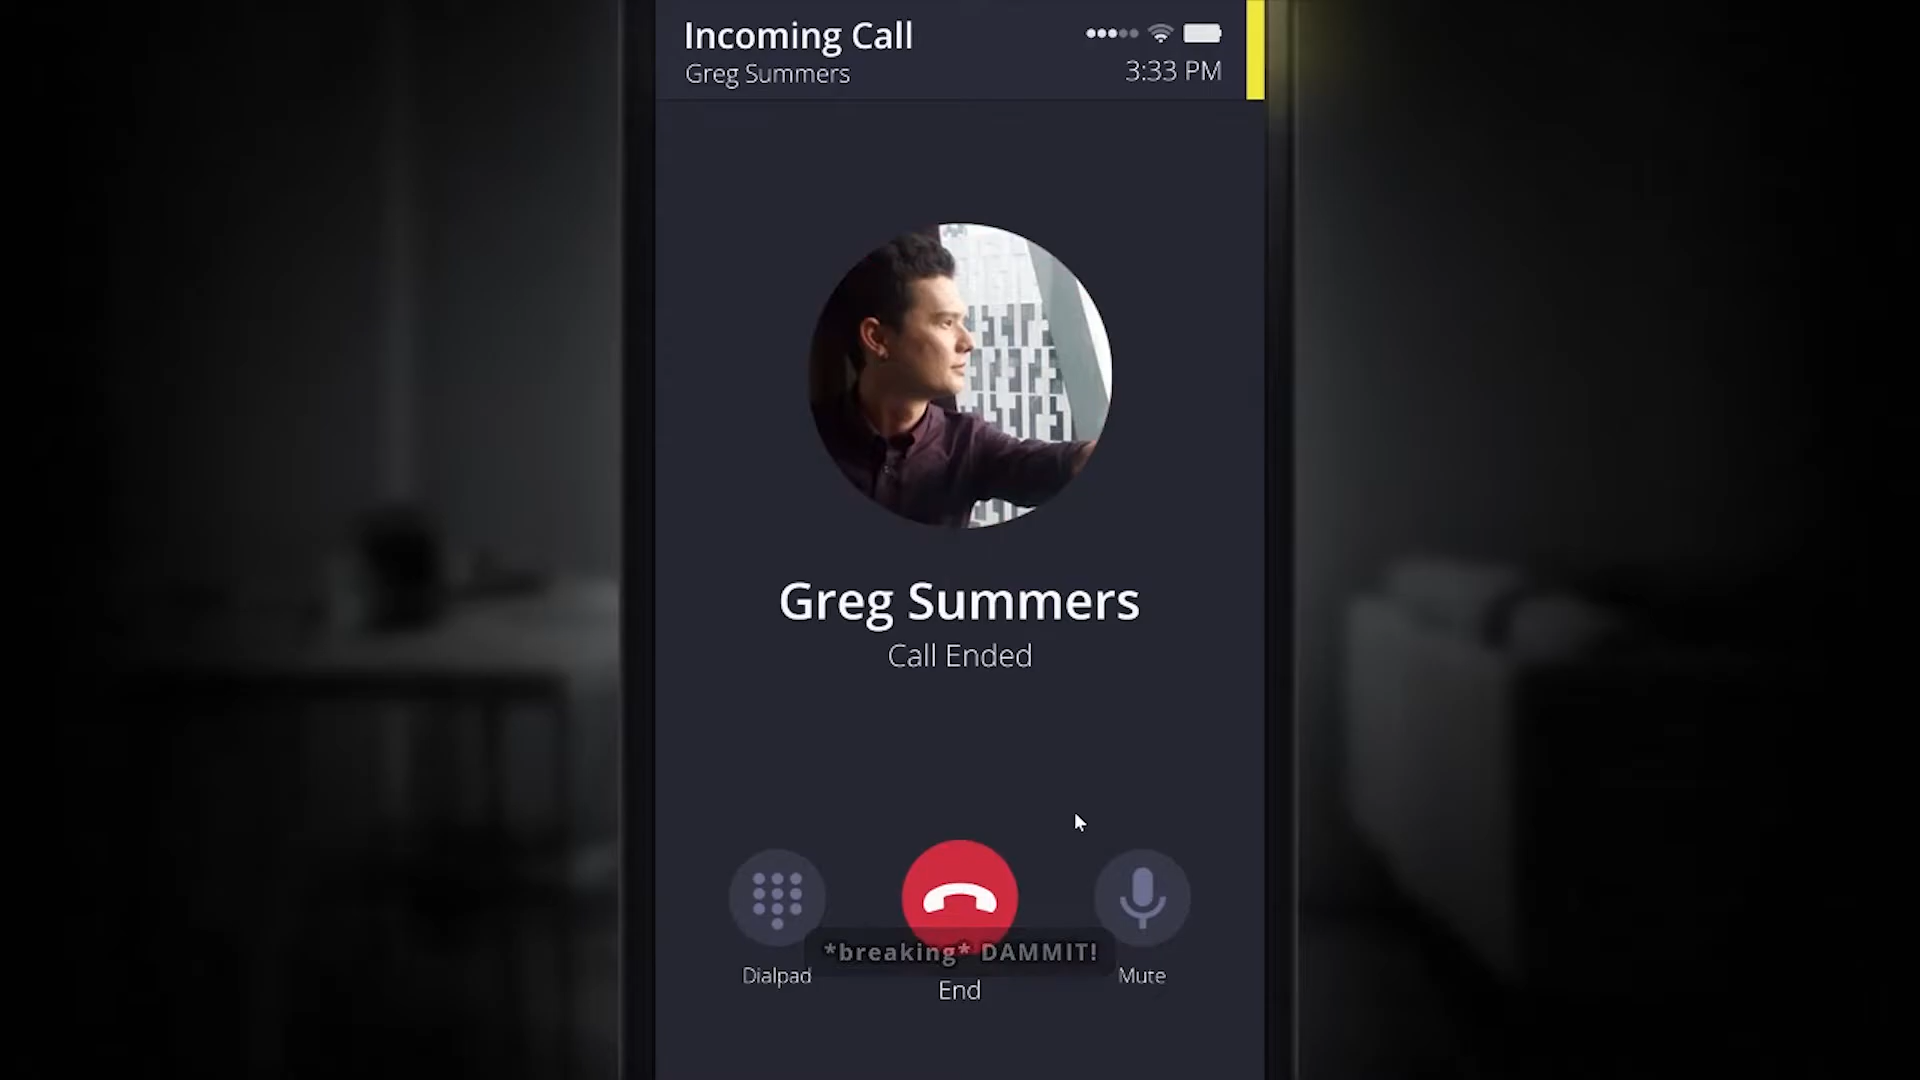 Incoming Call
Greg Summers
3:33 PM
Greg Summers
Call Ended
*breaking* DAMMIT!
Dialpad
End
Mute